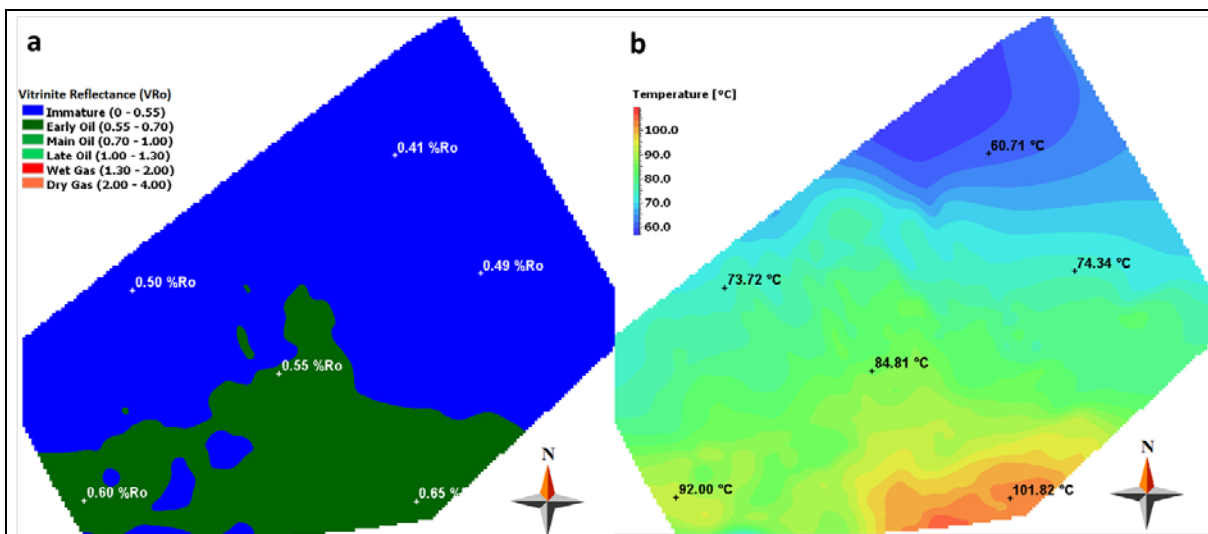 a
Vitrinite Reflectance (VRo)
Immature (0 - 0.55)
Early Oil (0.55 - 0.70)
Main Oil (0.70 - 1.00)
Late Oil (1.00 - 1.30)
Wet Gas (1.30 - 2.00)
Dry Gas (2.00 - 4.00)
0.41 %Ro
0.50 %Ro
0.49 %Ro
0.55 %Ro
0.60 %Ro
0.65 %
N
b
Temperature [°C]
100.0
90.0
80.0
70.0
60.0
60.71 °C
73.72 °C
74.34 °C
84.81 °C
92.00 °C
101.82 °C
N